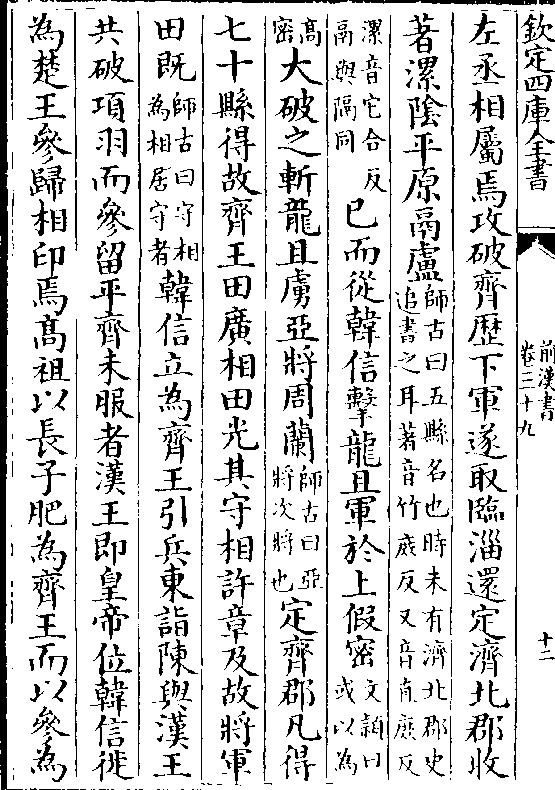 欽定四庫全書
前漢書
卷三十九
十二
左丞相屬焉攻破齊歷下軍遂取臨淄還定濟北郡收
著漯陰平原鬲盧師古曰五縣名也時未有濟北郡史
追書之耳著音竹庶反又音直庶反
漯音它合反
鬲與隔同
已而從韓信擊龍且軍於上假密文頴曰
或以為
高
密
大破之斬龍且虜亞將周蘭師古曰亞
將次將也
定齊郡凡得
七十縣得故齊王田廣相田光其守相許章及故將軍
田既師古曰守相
為相居守者
韓信立為齊王引兵東詣陳與漢王
共破項羽而參留平齊未服者漢王即皇帝位韓信徙
為楚王參歸相印焉髙祖以長子肥為齊王而以參為